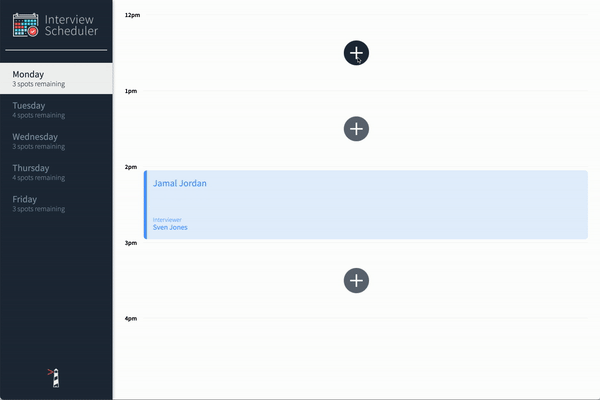 Interview
Scheduler
Monday
3 spots remaining
Tuesday
4 spots remaining
Wednesday
3 spots remaining
Thursday
4 spots remaining
Friday
3 spots remaining
12pm
1pm
2pm
Jamal Jordan
Interviewer
Sven Jones
3pm
4pm